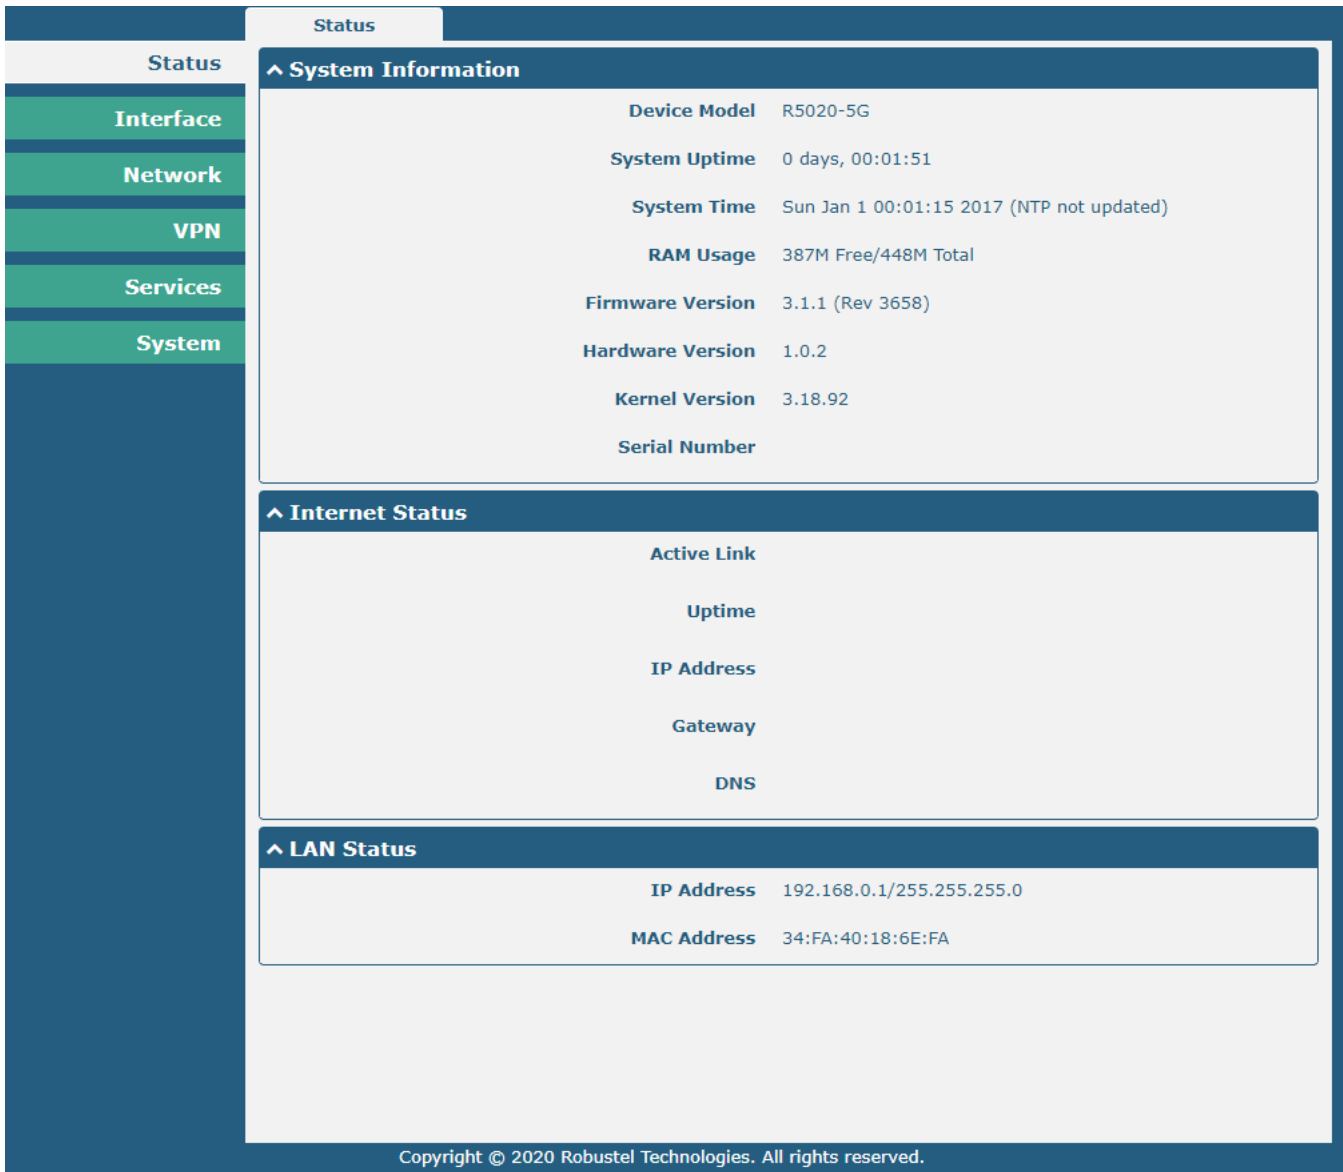 Status
Status
Interface
Network
VPN
Services
System
System Information
Device Model R5020-5G
System Uptime 0 days, 00:01:51
System Time Sun Jan 1 00:01:15 2017 (NTP not updated)
RAM Usage 387M Free/448M Total
Firmware Version 3.1.1 (Rev 3658)
Hardware Version 1.0.2
Kernel Version 3.18.92
Serial Number
Internet Status
Active Link
Uptime
IP Address
Gateway
DNS
LAN Status
IP Address 192.168.0.1/255.255.255.0
MAC Address 34:FA:40:18:6E:FA
Copyright © 2020 Robustel Technologies. All rights reserved.